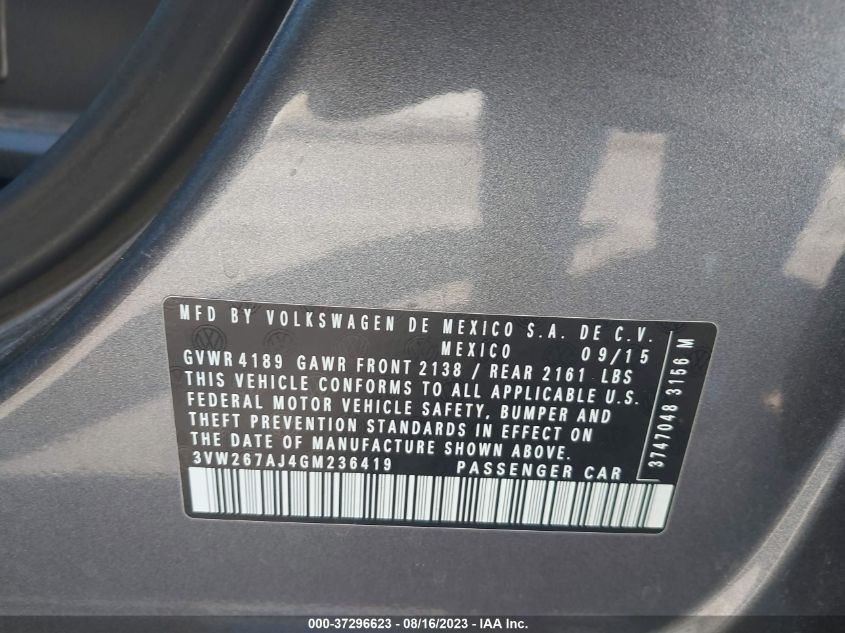 MFD BY VOLKSWAGEN DE MEXICO S.A. DE C.V.
MEXICO 09/15
GVWR 4189 GAWR FRONT 2138 / REAR 2161 LBS
THIS VEHICLE CONFORMS TO ALL APPLICABLE U.S.
FEDERAL MOTOR VEHICLE SAFETY, BUMPER AND
THEFT PREVENTION STANDARDS IN EFFECT ON
THE DATE OF MANUFACTURE SHOWN ABOVE.
3VW267AJ4GM236419 PASSENGER CAR
3747048 3156 M
000-37296623 - 08/16/2023 - IAA Inc.